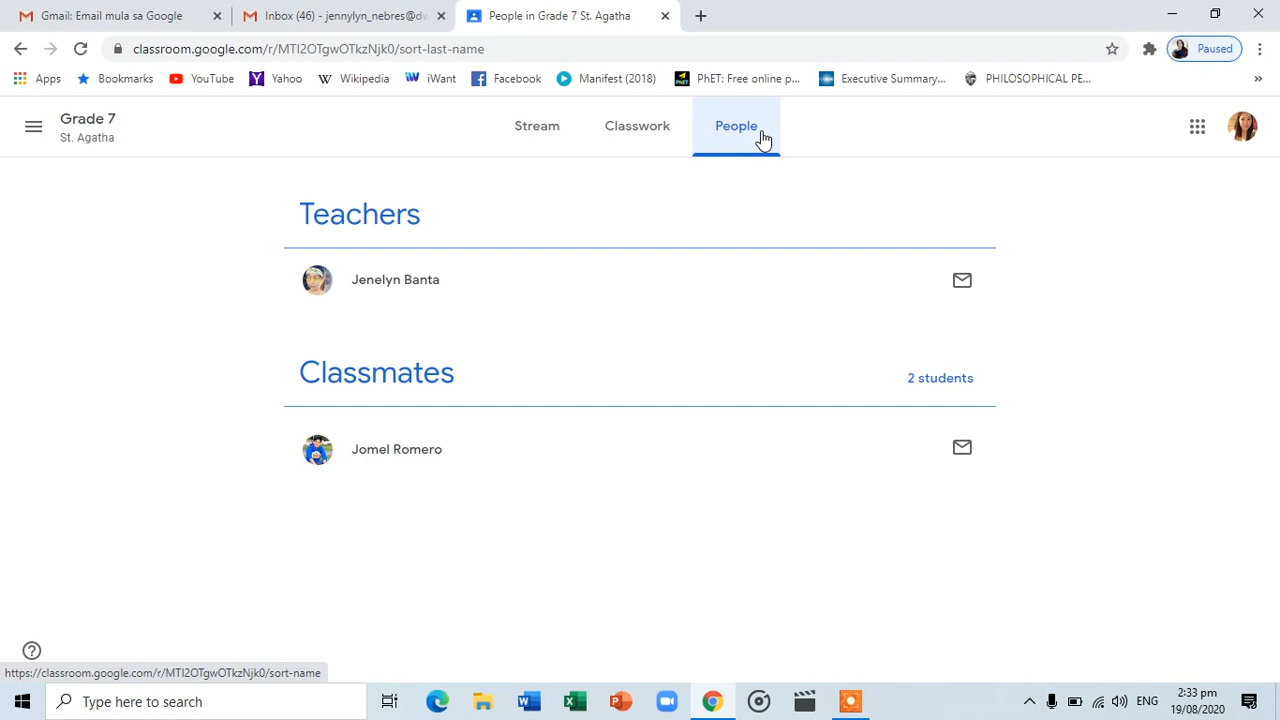 Gmail: Email mula sa Google
Inbox (46) - jennylyn_nebres@dw
People in Grade 7 St. Agatha
classroom.google.com/r/MTI2OTgwOTkzNjk0/sort-last-name
Paused
Apps
Bookmarks
YouTube
Yahoo
Wikipedia
iWant
Facebook
Manifest (2018)
PhET: Free online p...
Executive Summary...
PHILOSOPHICAL PE...
Grade 7
St. Agatha
Stream
Classwork
People
Teachers
Jenelyn Banta
Classmates
2 students
Jomel Romero
https://classroom.google.com/r/MTI2OTgwOTkzNjk0/sort-name
Type here to search
ENG
2:33 pm
19/08/2020